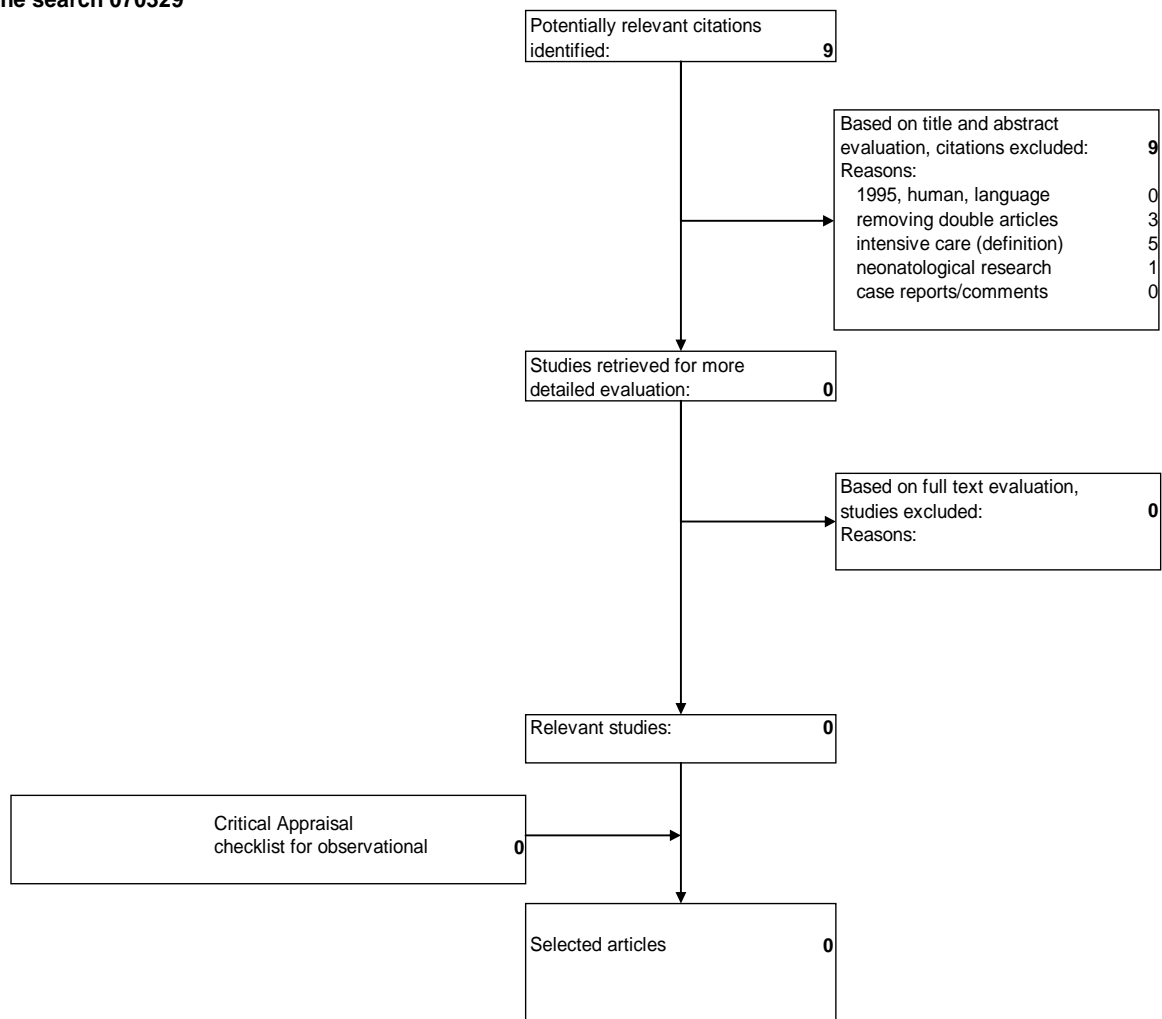 search 070329
Potentially relevant citations
identified: 9
Based on title and abstract
evaluation, citations excluded: 9
Reasons:
1995, human, language 0
removing double articles 3
intensive care (definition) 5
neonatological research 1
case reports/comments 0
Studies retrieved for more
detailed evaluation: 0
Based on full text evaluation,
studies excluded: 0
Reasons:
Relevant studies: 0
Critical Appraisal
checklist for observational 0
Selected articles 0